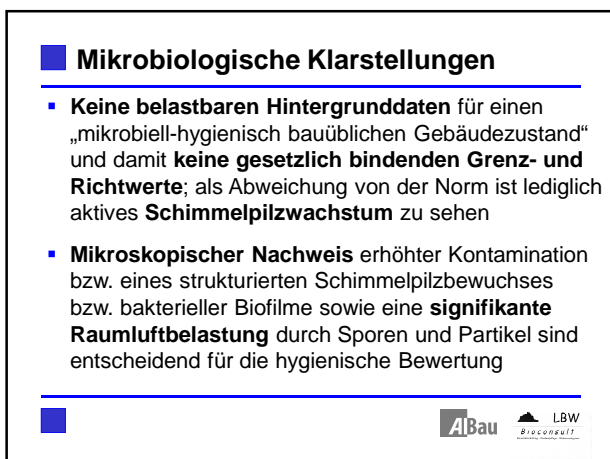 Mikrobiologische Klarstellungen
▪ Keine belastbaren Hintergrunddaten für einen
„mikrobiell-hygienisch bauüblichen Gebäudezustand“
und damit keine gesetzlich bindenden Grenz- und
Richtwerte; als Abweichung von der Norm ist lediglich
aktives Schimmelpilzwachstum zu sehen
▪ Mikroskopischer Nachweis erhöhter Kontamination
bzw. eines strukturierten Schimmelpilzbewuchses
bzw. bakterieller Biofilme sowie eine signifikante
Raumluftbelastung durch Sporen und Partikel sind
entscheidend für die hygienische Bewertung
AIBau
LBW
Bioconsult